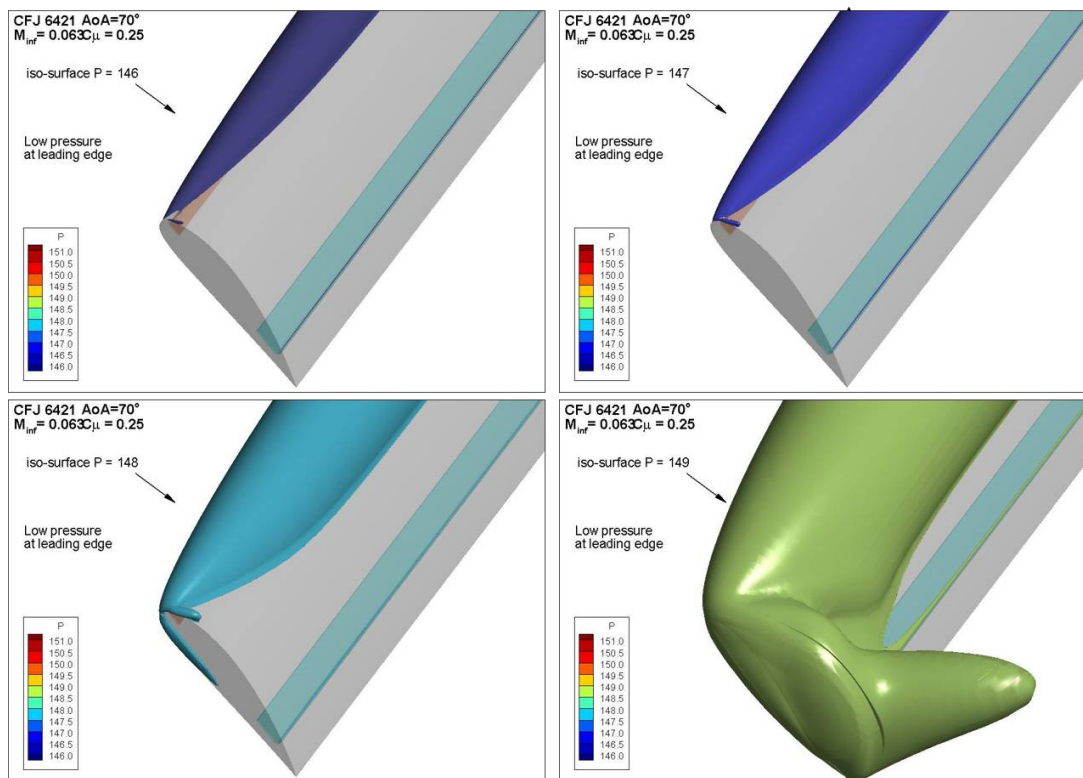 CFJ 6421 AoA=70°
M_inf= 0.063Cμ = 0.25
iso-surface P = 146
Low pressure
at leading edge
P
151.0
150.5
150.0
149.5
149.0
148.5
148.0
147.5
147.0
146.5
146.0
CFJ 6421 AoA=70°
M_inf= 0.063Cμ = 0.25
iso-surface P = 147
Low pressure
at leading edge
P
151.0
150.5
150.0
149.5
149.0
148.5
148.0
147.5
147.0
146.5
146.0
CFJ 6421 AoA=70°
M_inf= 0.063Cμ = 0.25
iso-surface P = 148
Low pressure
at leading edge
P
151.0
150.5
150.0
149.5
149.0
148.5
148.0
147.5
147.0
146.5
146.0
CFJ 6421 AoA=70°
M_inf= 0.063Cμ = 0.25
iso-surface P = 149
Low pressure
at leading edge
P
151.0
150.5
150.0
149.5
149.0
148.5
148.0
147.5
147.0
146.5
146.0